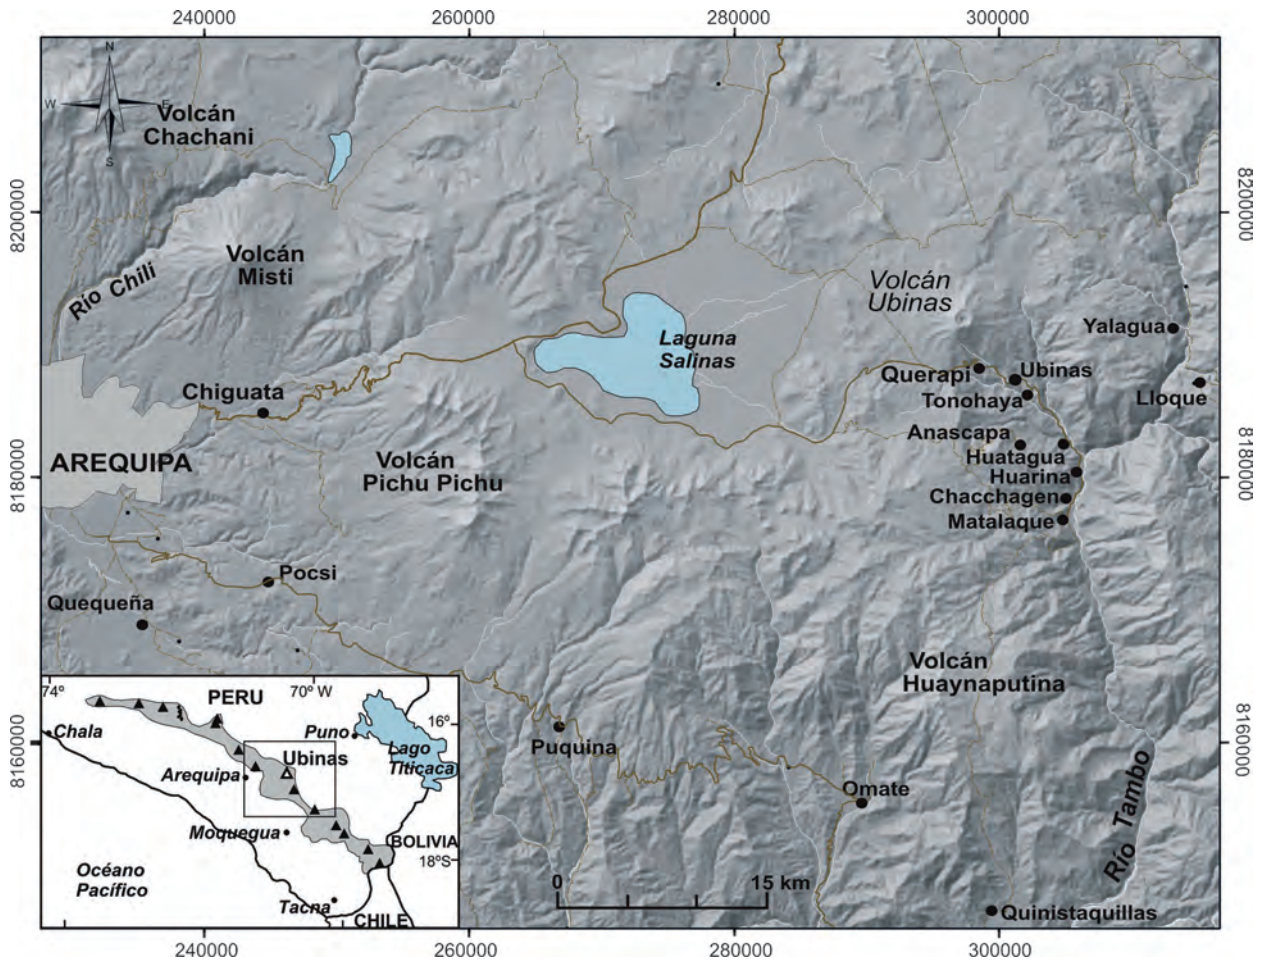 240000
260000
280000
300000
N
W
E
S
Volcán
Chachani
8200000
8200000
Volcán
Misti
Río Chili
Volcán
Ubinas
Laguna
Salinas
Yalagua
Querapi
Ubinas
Chiguata
Tonohaya
Lloque
Anascapa
AREQUIPA
Volcán
Pichu Pichu
Huatagua
Huarina
8180000
8180000
Chacchagen
Matalaque
Pocsi
Quequeña
Volcán
Huaynaputina
74°
70°W
PERU
16°
Chala
Puno
Lago
Titicaca
Ubinas
Arequipa
Moquegua
BOLIVIA
18°S
Océano
Pacífico
Tacna
CHILE
8160000
8160000
Puquina
Omate
Río Tambo
0
15 km
Quinistaquillas
240000
260000
280000
300000